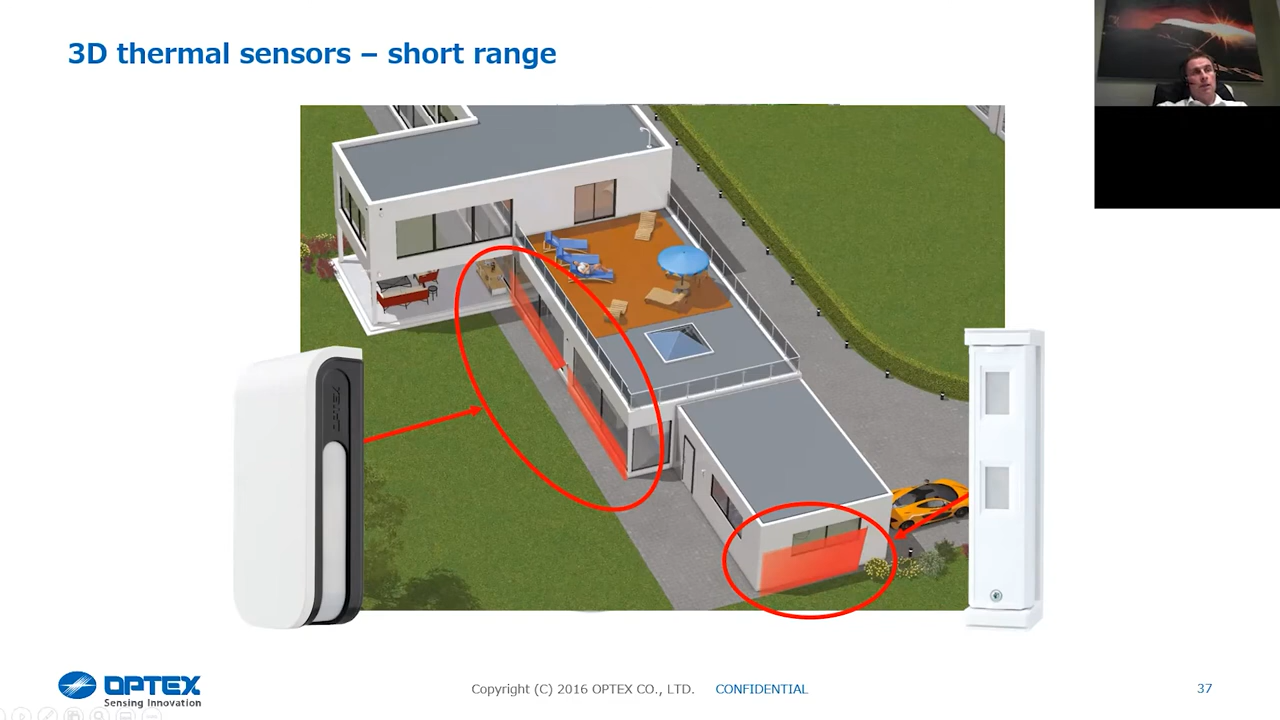 3D thermal sensors – short range
OPTEX
OPTEX
Sensing Innovation
Copyright (C) 2016 OPTEX CO., LTD. CONFIDENTIAL
37